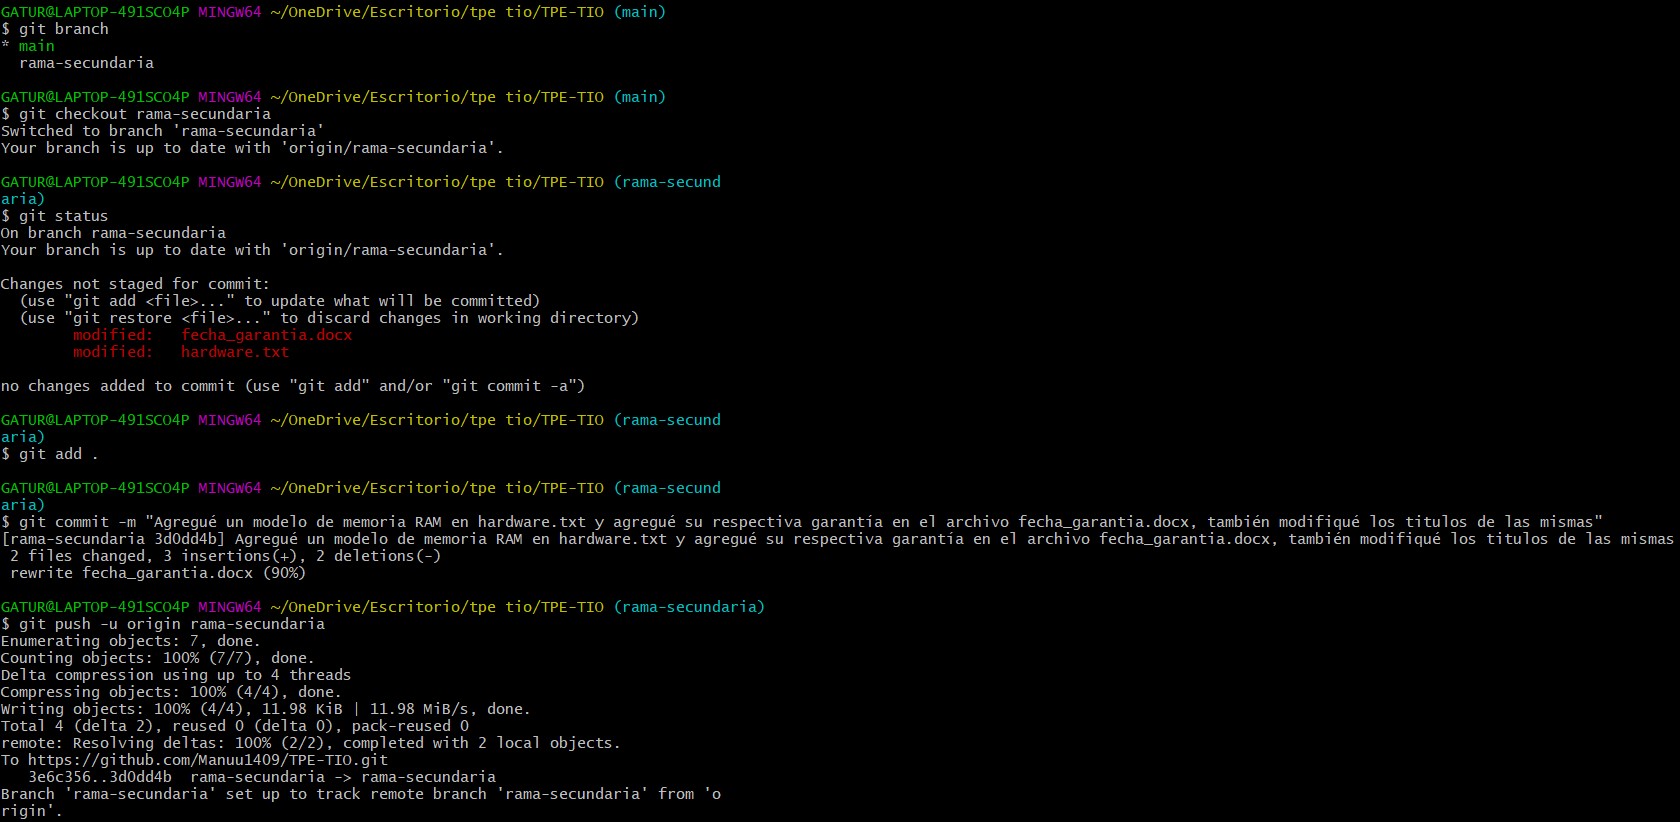 GATUR@LAPTOP-491SCO4P MINGW64 ~/OneDrive/Escritorio/tpe tio/TPE-TIO (main)
$ git branch
* main
  rama-secundaria

GATUR@LAPTOP-491SCO4P MINGW64 ~/OneDrive/Escritorio/tpe tio/TPE-TIO (main)
$ git checkout rama-secundaria
Switched to branch 'rama-secundaria'
Your branch is up to date with 'origin/rama-secundaria'.

GATUR@LAPTOP-491SCO4P MINGW64 ~/OneDrive/Escritorio/tpe tio/TPE-TIO (rama-secund
aria)
$ git status
On branch rama-secundaria
Your branch is up to date with 'origin/rama-secundaria'.

Changes not staged for commit:
  (use "git add <file>..." to update what will be committed)
  (use "git restore <file>..." to discard changes in working directory)
        modified:   fecha_garantia.docx
        modified:   hardware.txt

no changes added to commit (use "git add" and/or "git commit -a")

GATUR@LAPTOP-491SCO4P MINGW64 ~/OneDrive/Escritorio/tpe tio/TPE-TIO (rama-secund
aria)
$ git add .

GATUR@LAPTOP-491SCO4P MINGW64 ~/OneDrive/Escritorio/tpe tio/TPE-TIO (rama-secund
aria)
$ git commit -m "Agregué un modelo de memoria RAM en hardware.txt y agregué su respectiva garantía en el archivo fecha_garantia.docx, también modifiqué los titulos de las mismas"
[rama-secundaria 3d0dd4b] Agregué un modelo de memoria RAM en hardware.txt y agregué su respectiva garantía en el archivo fecha_garantia.docx, también modifiqué los titulos de las mismas
 2 files changed, 3 insertions(+), 2 deletions(-)
 rewrite fecha_garantia.docx (90%)

GATUR@LAPTOP-491SCO4P MINGW64 ~/OneDrive/Escritorio/tpe tio/TPE-TIO (rama-secundaria)
$ git push -u origin rama-secundaria
Enumerating objects: 7, done.
Counting objects: 100% (7/7), done.
Delta compression using up to 4 threads
Compressing objects: 100% (4/4), done.
Writing objects: 100% (4/4), 11.98 KiB | 11.98 MiB/s, done.
Total 4 (delta 2), reused 0 (delta 0), pack-reused 0
remote: Resolving deltas: 100% (2/2), completed with 2 local objects.
To https://github.com/Manuu1409/TPE-TIO.git
   3e6c356..3d0dd4b  rama-secundaria -> rama-secundaria
Branch 'rama-secundaria' set up to track remote branch 'rama-secundaria' from 'o
rigin'.